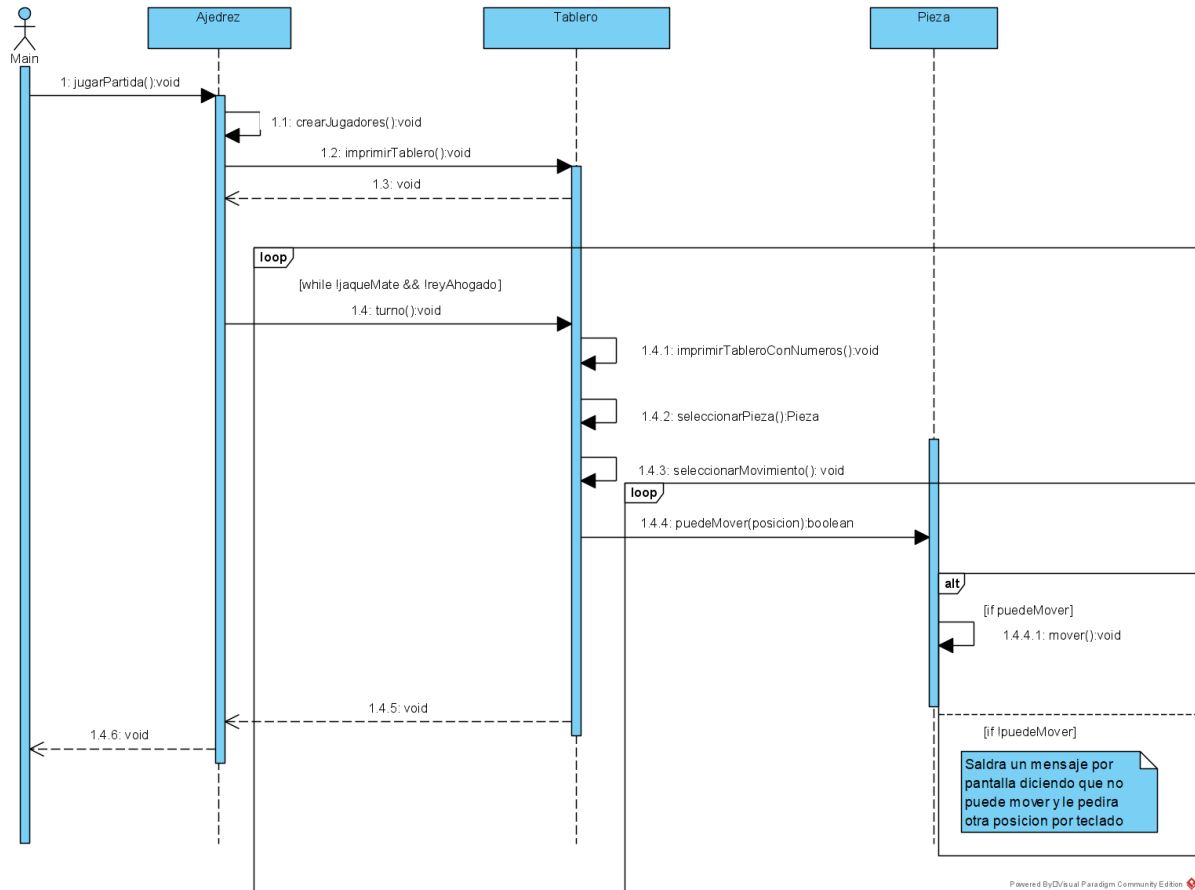 Ajedrez
Tablero
Pieza
Main
1: jugarPartida():void
1.1: crearJugadores():void
1.2: imprimirTablero():void
1.3: void
loop
[while !jaqueMate && !reyAhogado]
1.4: turno():void
1.4.1: imprimirTableroConNumeros():void
1.4.2: seleccionarPieza():Pieza
1.4.3: seleccionarMovimiento(): void
loop
1.4.4: puedeMover(posicion):boolean
alt
[if puedeMover]
1.4.4.1: mover():void
1.4.5: void
1.4.6: void
[if !puedeMover]
Saldra un mensaje por
pantalla diciendo que no
puede mover y le pedira
otra posicion por teclado
Powered By Visual Paradigm Community Edition